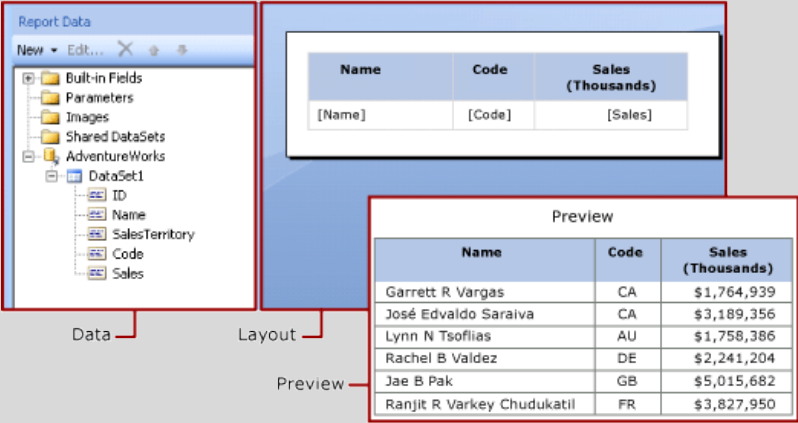 Report Data
New Edit...
Built-in Fields
Parameters
Images
Shared DataSets
AdventureWorks
DataSet1
ID
Name
SalesTerritory
Code
Sales
Data
Name Code Sales
(Thousands)
[Name] [Code] [Sales]
Layout
Preview
Name Code Sales
(Thousands)
Garrett R Vargas CA $1,764,939
José Edvaldo Saraiva CA $3,189,356
Lynn N Tsoflias AU $1,758,386
Rachel B Valdez DE $2,241,204
Jae B Pak GB $5,015,682
Ranjit R Varkey Chudukatil FR $3,827,950
Preview